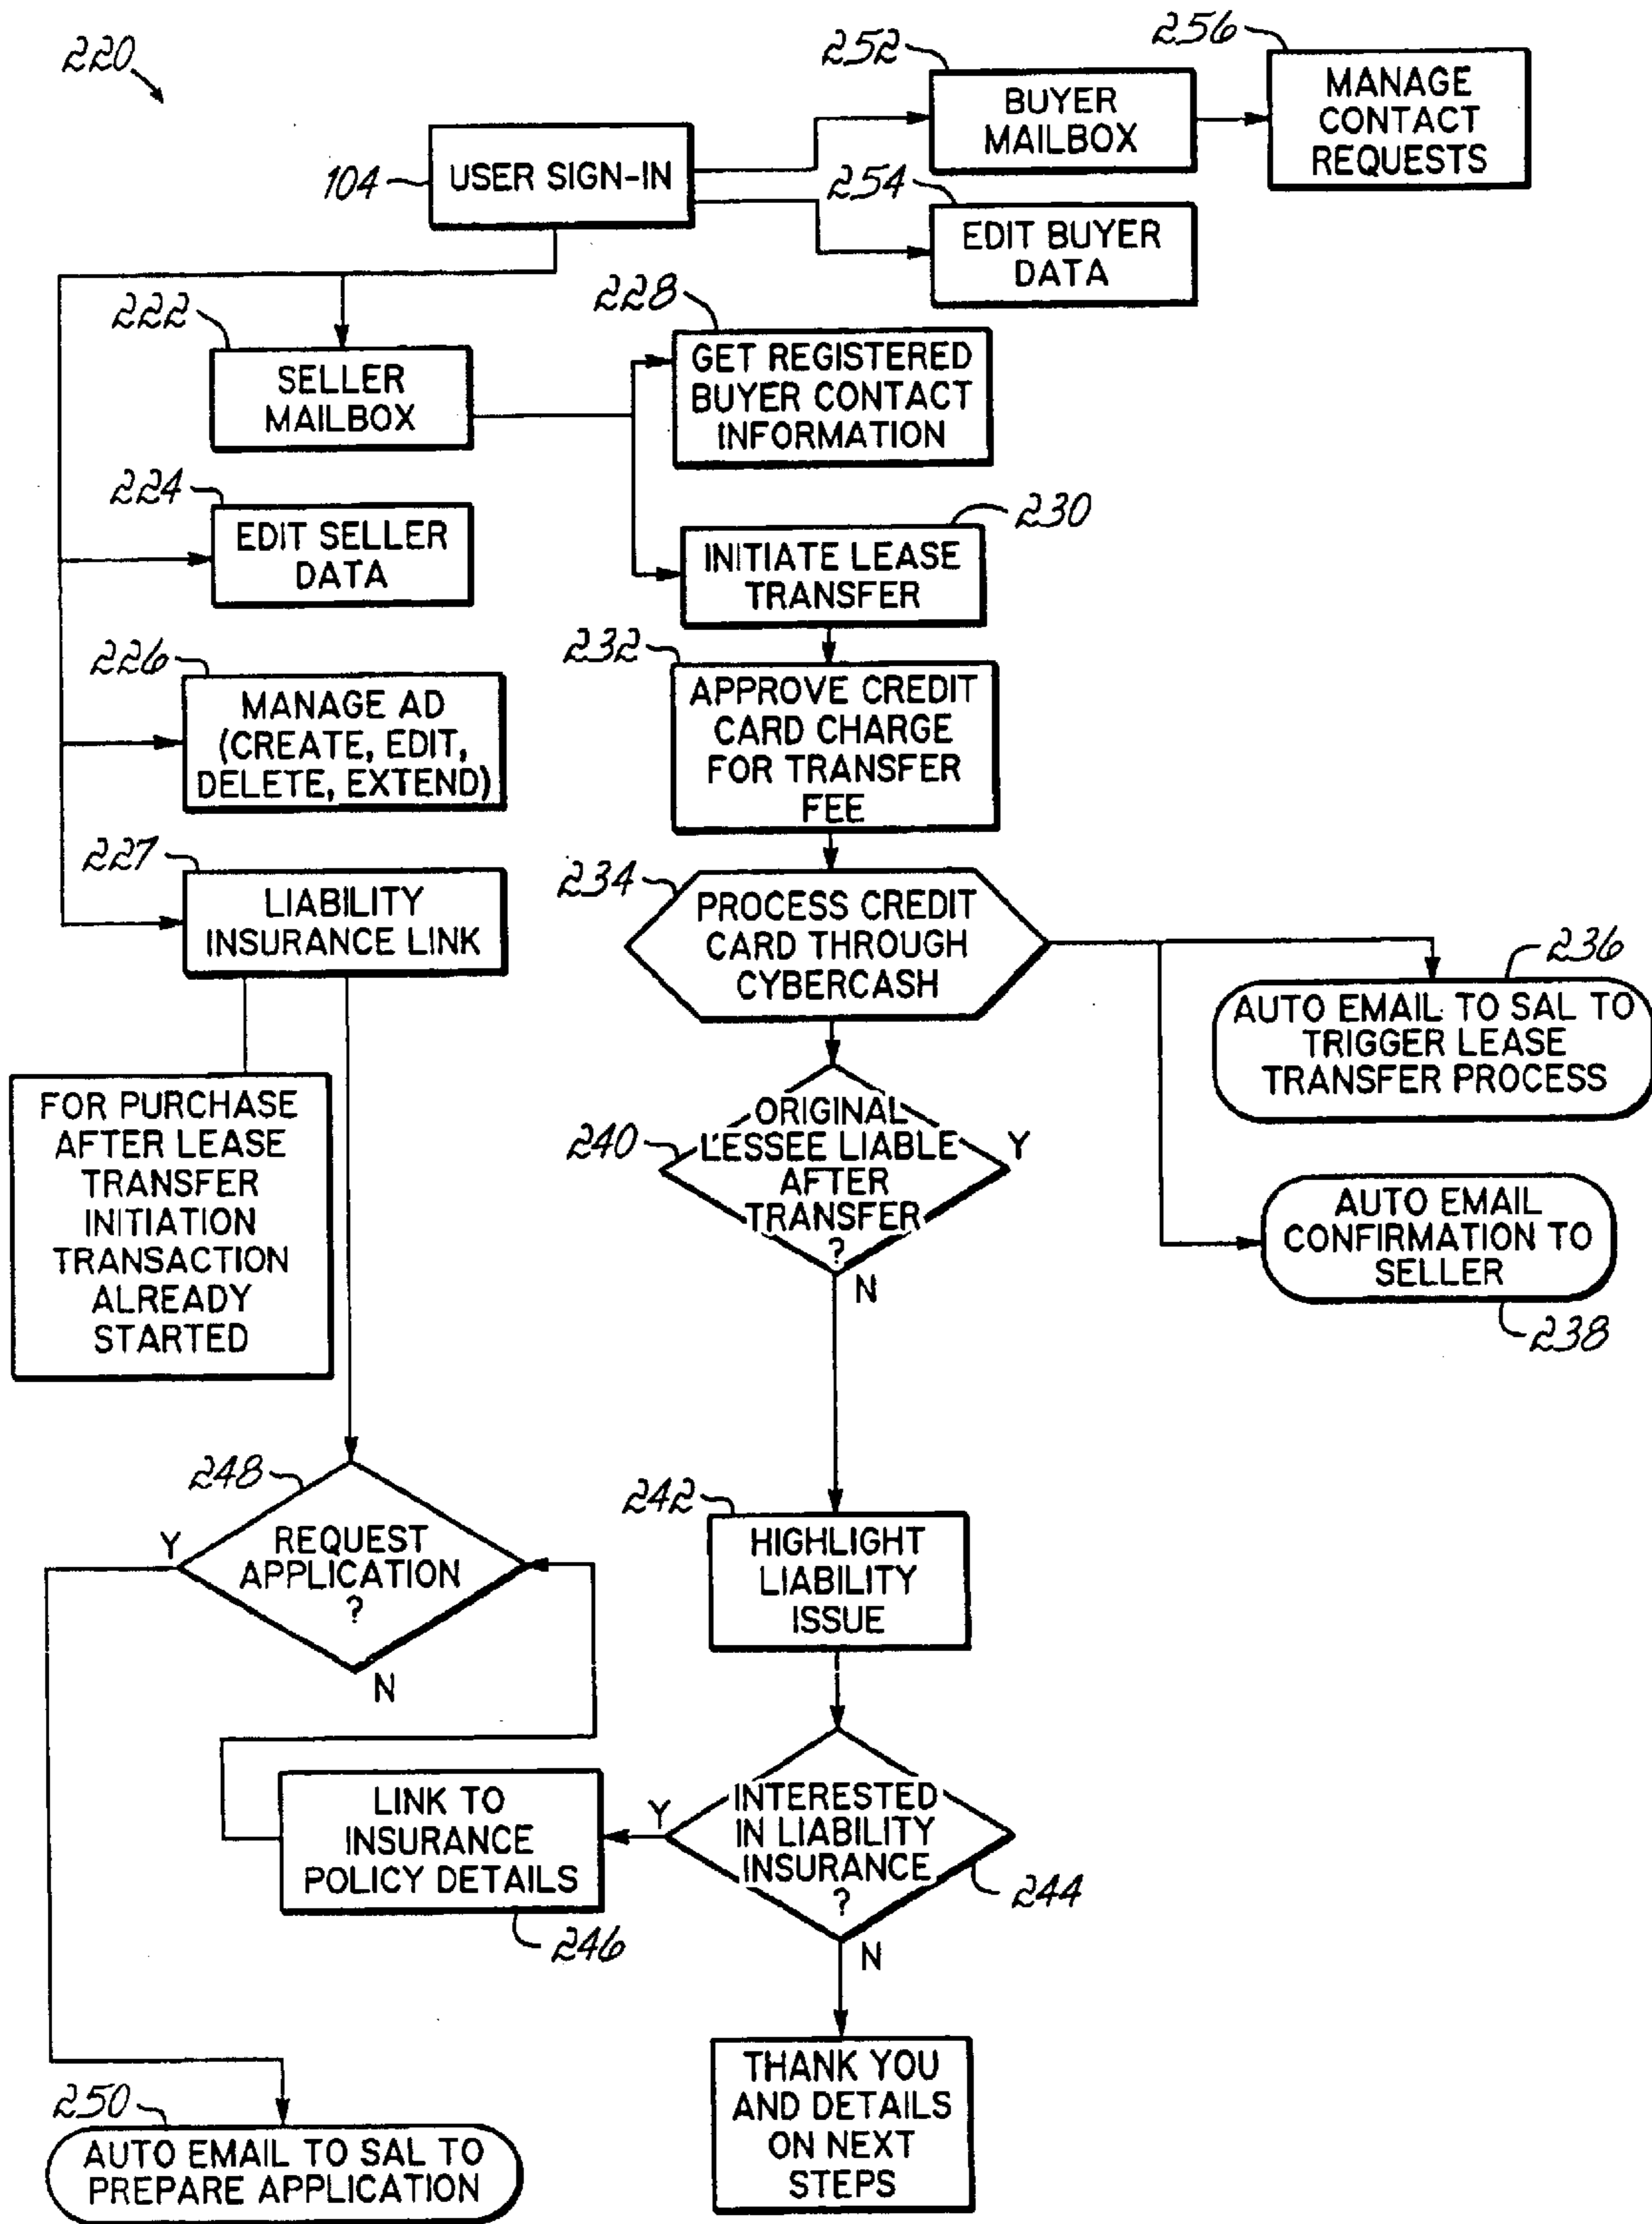 220
252
256
BUYER
MAILBOX
MANAGE
CONTACT
REQUESTS
104
USER SIGN-IN
254
EDIT BUYER
DATA
222
SELLER
MAILBOX
228
GET REGISTERED
BUYER CONTACT
INFORMATION
224
EDIT SELLER
DATA
230
INITIATE LEASE
TRANSFER
226
MANAGE AD
(CREATE, EDIT,
DELETE, EXTEND)
232
APPROVE CREDIT
CARD CHARGE
FOR TRANSFER
FEE
227
LIABILITY
INSURANCE LINK
234
PROCESS CREDIT
CARD THROUGH
CYBERCASH
236
AUTO EMAIL TO SAL TO
TRIGGER LEASE
TRANSFER PROCESS
FOR PURCHASE
AFTER LEASE
TRANSFER
INITIATION
TRANSACTION
ALREADY
STARTED
240
ORIGINAL
LESSEE LIABLE
AFTER
TRANSFER
?
Y
N
AUTO EMAIL
CONFIRMATION TO
SELLER
238
248
REQUEST
APPLICATION
?
Y
N
242
HIGHLIGHT
LIABILITY
ISSUE
LINK TO
INSURANCE
POLICY DETAILS
246
Y
INTERESTED
IN LIABILITY
INSURANCE
?
244
N
THANK YOU
AND DETAILS
ON NEXT
STEPS
250
AUTO EMAIL TO SAL TO
PREPARE APPLICATION